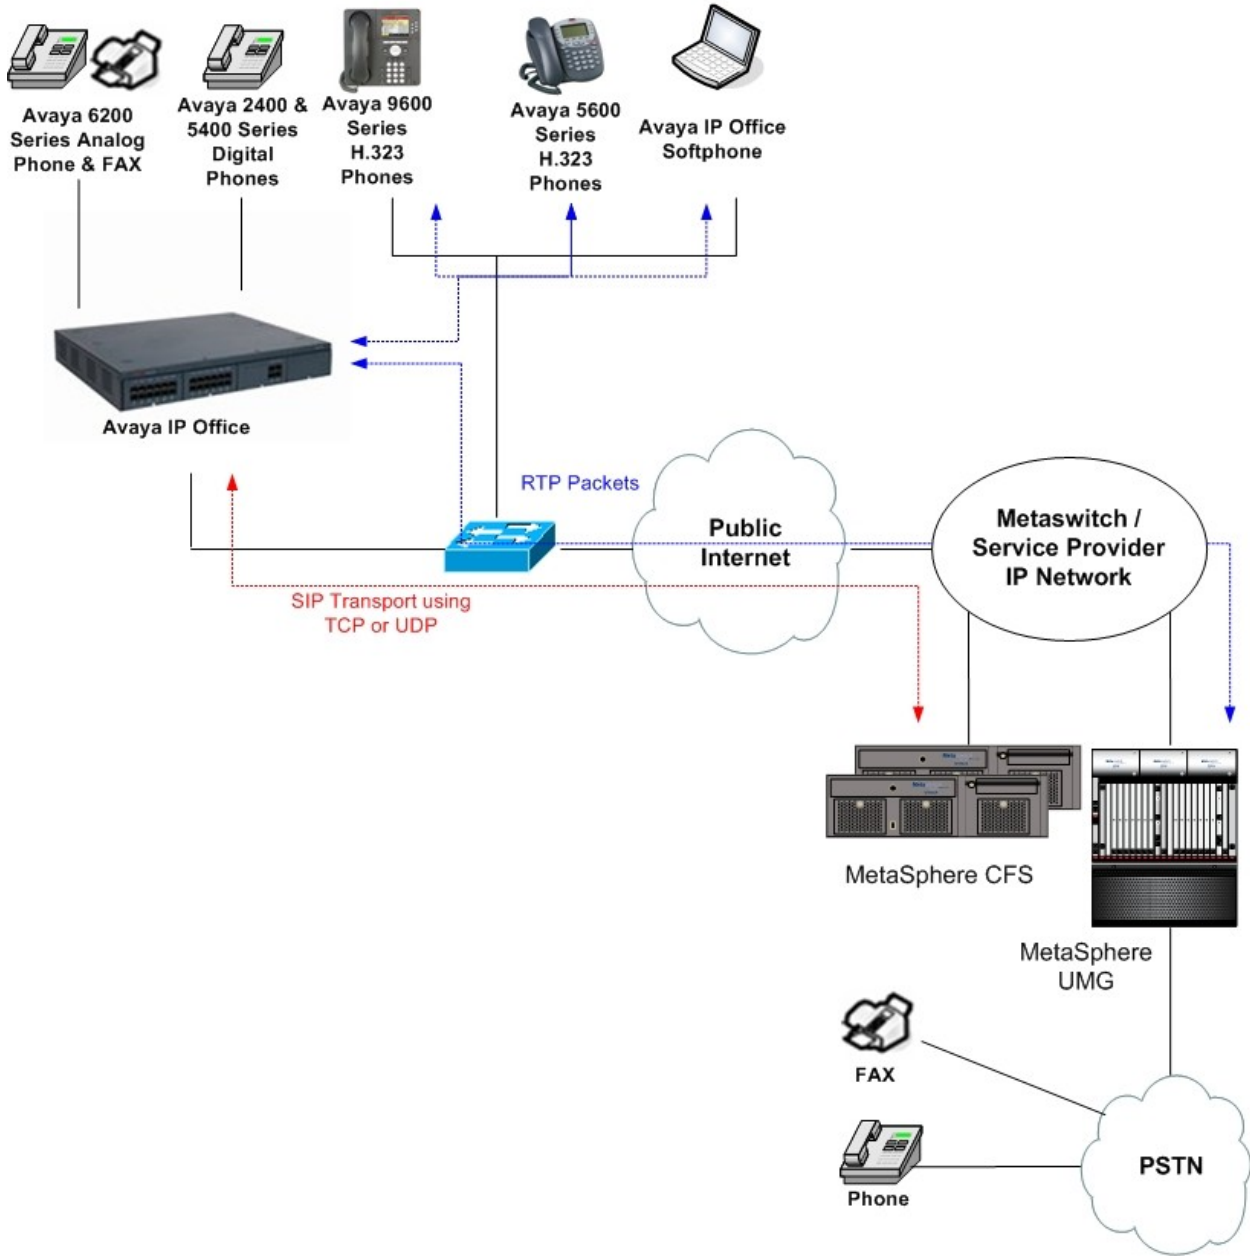 Avaya 6200
Series Analog
Phone & FAX
Avaya 2400 &
5400 Series
Digital
Phones
Avaya 9600
Series
H.323
Phones
Avaya 5600
Series
H.323
Phones
Avaya IP Office
Softphone
Avaya IP Office
RTP Packets
Public
Internet
Metaswitch /
Service Provider
IP Network
SIP Transport using
TCP or UDP
MetaSphere CFS
MetaSphere
UMG
FAX
Phone
PSTN